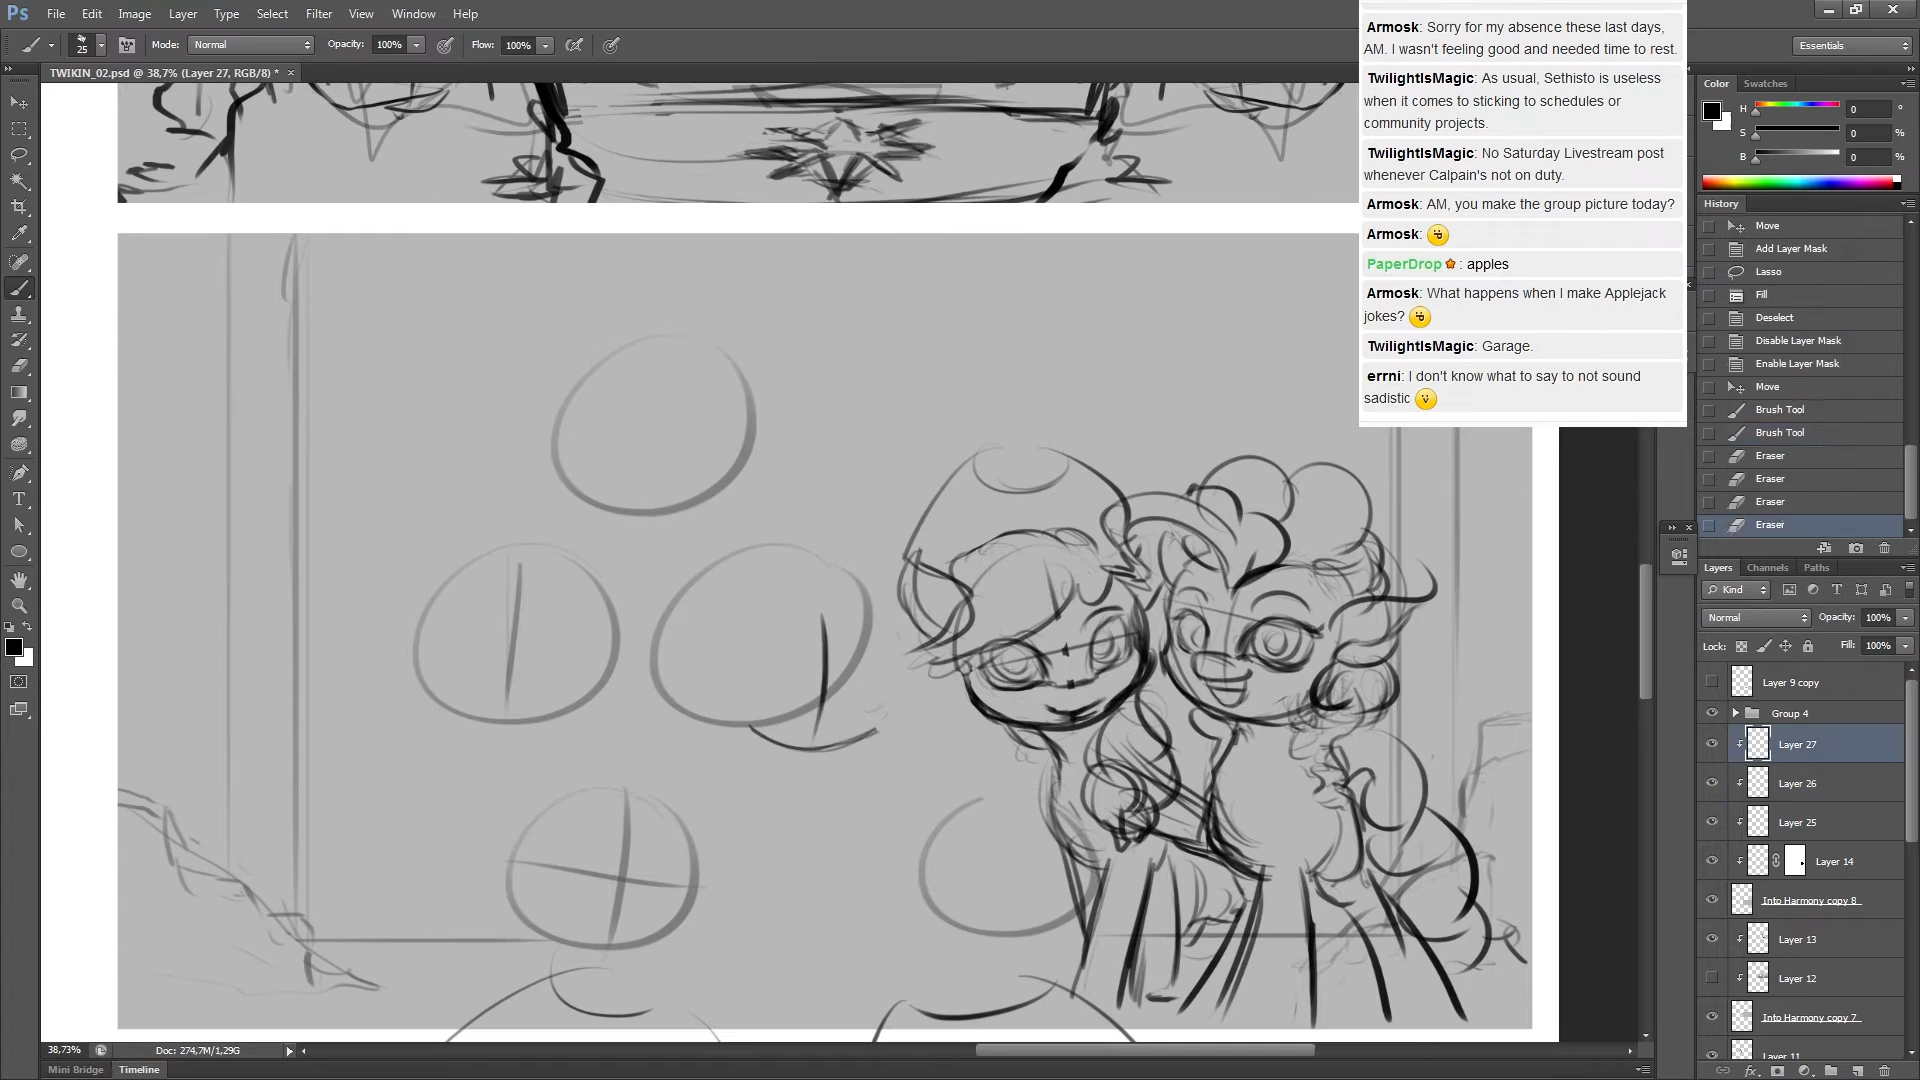 Ps File Edit Image Layer Type Select Filter View Window Help
25 Mode: Normal Opacity: 100% Flow: 100% Essentials
TWIKIN_02.psd @ 38,7% (Layer 27, RGB/8) * ×
Armosk: Sorry for my absence these last days,
AM. I wasn't feeling good and needed time to rest.
TwilightIsMagic: As usual, Sethisto is useless
when it comes to sticking to schedules or
community projects.
TwilightIsMagic: No Saturday Livestream post
whenever Calpain's not on duty.
Armosk: AM, you make the group picture today?
Armosk:
PaperDrop : apples
Armosk: What happens when I make Applejack
jokes?
TwilightIsMagic: Garage.
errni: I don't know what to say to not sound
sadistic
Color Swatches
H 0 °
S 0 %
B 0 %
History
Move
Add Layer Mask
Lasso
Fill
Deselect
Disable Layer Mask
Enable Layer Mask
Move
Brush Tool
Brush Tool
Eraser
Eraser
Eraser
Eraser
Layers Channels Paths
Kind
Normal Opacity: 100%
Lock: Fill: 100%
Layer 9 copy
Group 4
Layer 27
Layer 26
Layer 25
Layer 14
Into Harmony copy 8
Layer 13
Layer 12
Into Harmony copy 7
Layer 11
38,73% Doc: 274,7M/1,29G
Mini Bridge Timeline